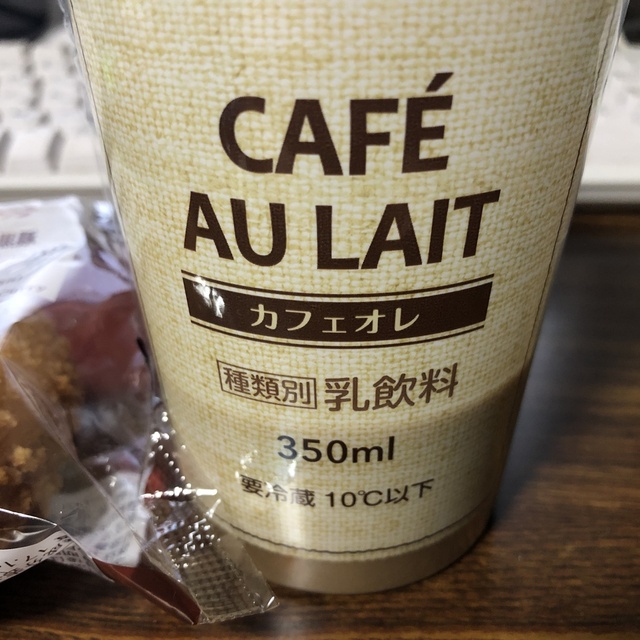 CAFÉ
AU LAIT
カフェオレ
種類別 乳飲料
350ml
要冷蔵 10℃以下